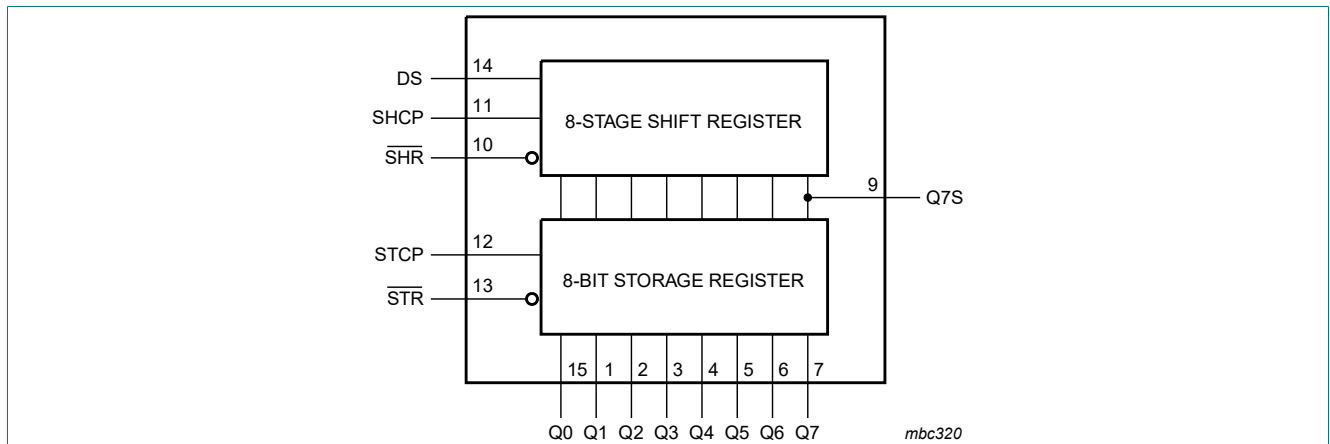 DS 14
SHCP 11
8-STAGE SHIFT REGISTER
SHR 10
9 Q7S
STCP 12
8-BIT STORAGE REGISTER
STR 13
15 1 2 3 4 5 6 7
Q0 Q1 Q2 Q3 Q4 Q5 Q6 Q7
mbc320